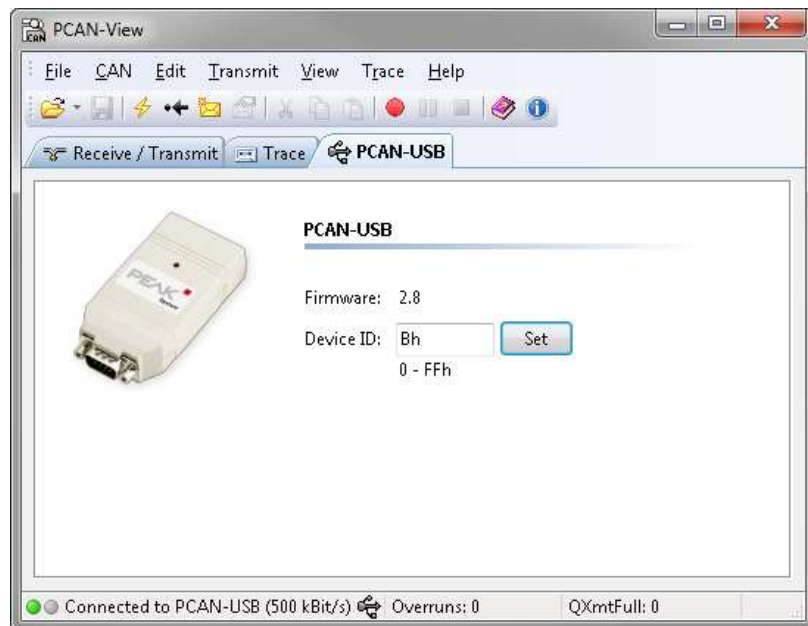 PCAN-View
File CAN Edit Transmit View Trace Help
Receive / Transmit Trace PCAN-USB
PCAN-USB
PEAK
System
Firmware: 2.8
Device ID: Bh Set
0 - FFh
Connected to PCAN-USB (500 kBit/s) Overruns: 0 QXmtFull: 0